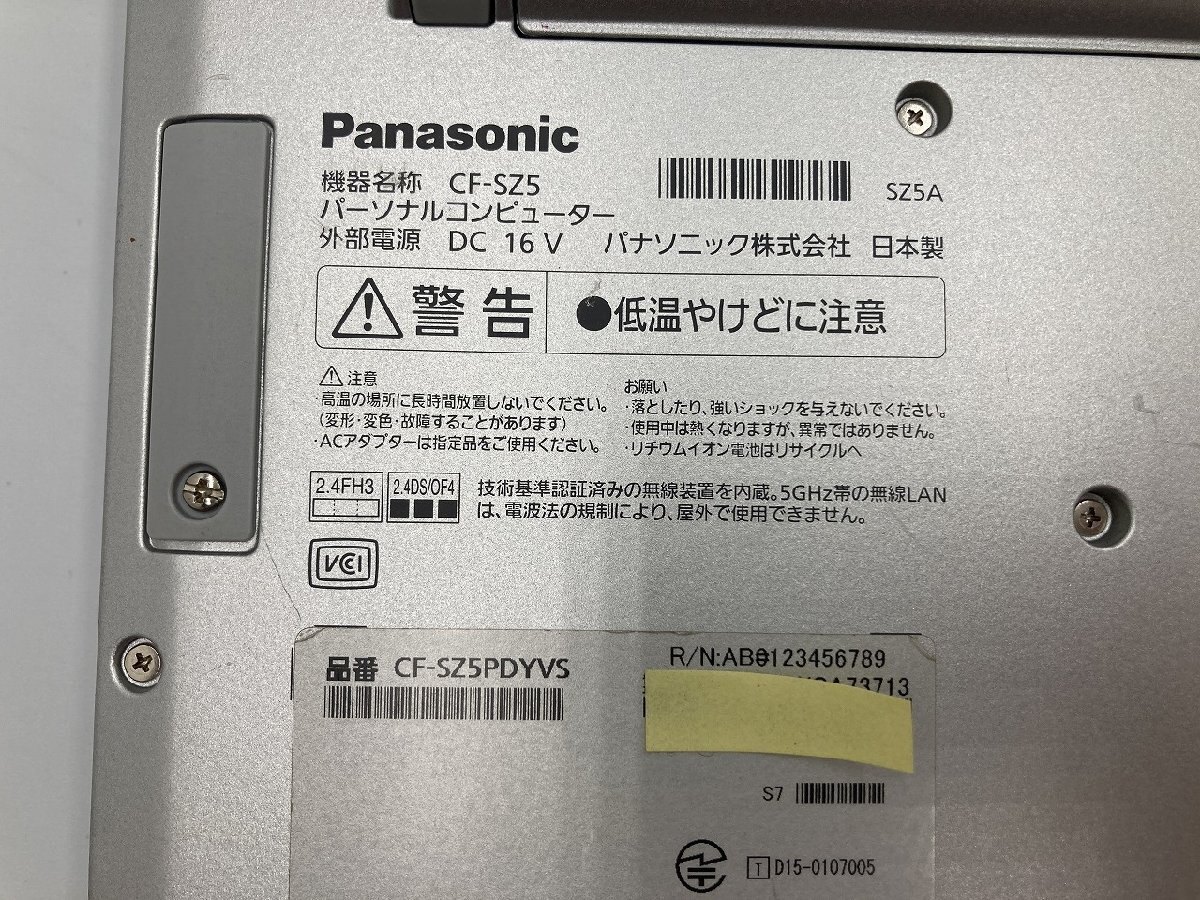 Panasonic
機器名称 CF-SZ5
SZ5A
パーソナルコンピューター
外部電源 DC 16 V パナソニック株式会社 日本製
警告 ●低温やけどに注意
注意
・高温の場所に長時間放置しないでください。
(変形・変色・故障することがあります)
・ACアダプターは指定品をご使用ください。
お願い
・落としたり、強いショックを与えないでください。
・使用中は熱くなりますが、異常ではありません。
・リチウムイオン電池はリサイクルへ
2.4FH3
2.4DS/OF4
技術基準認証済みの無線装置を内蔵。5GHz帯の無線LAN
は、電波法の規制により、屋外で使用できません。
VCCI
品番 CF-SZ5PDYVS
R/N:AB0123456789
A73713
S7
T D15-0107005